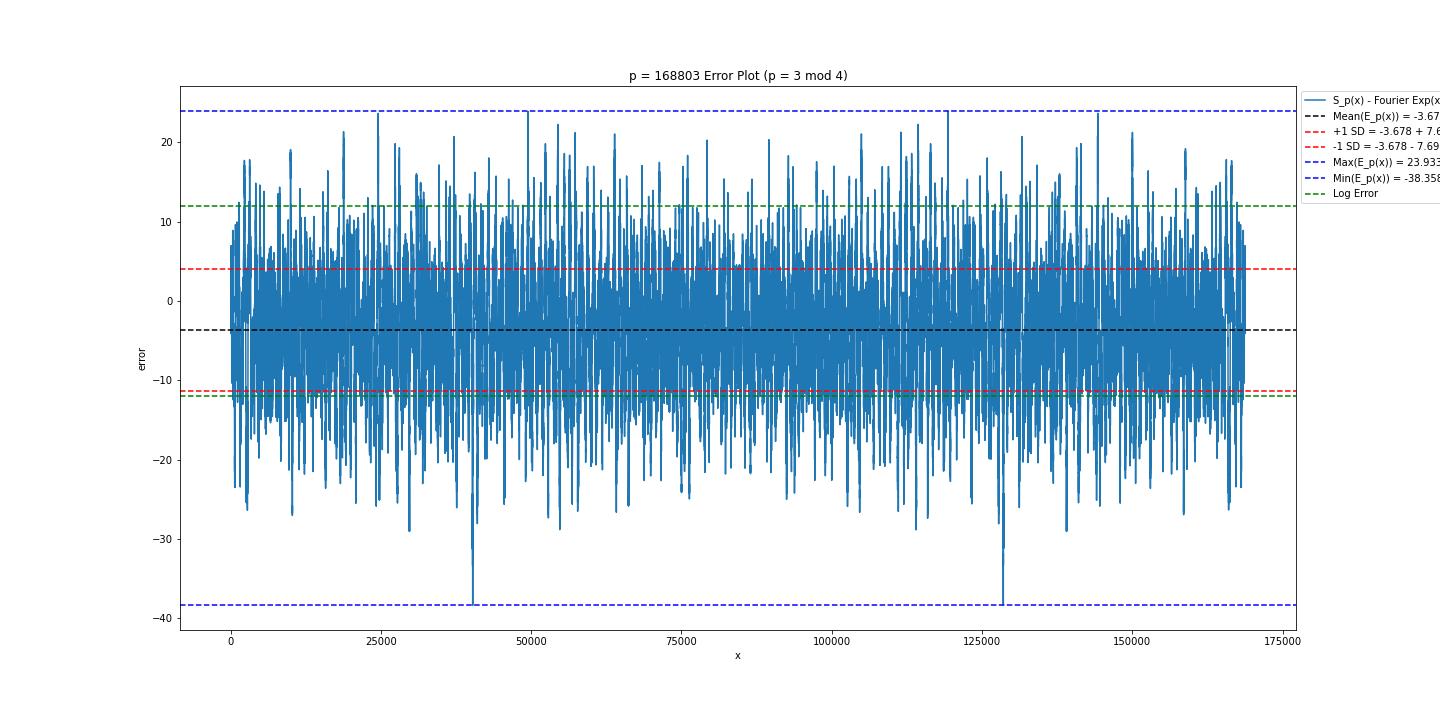 p = 168803 Error Plot (p = 3 mod 4)
S_p(x) - Fourier Exp(x
Mean(E_p(x)) = -3.67
+1 SD = -3.678 + 7.6
-1 SD = -3.678 - 7.69
Max(E_p(x)) = 23.933
Min(E_p(x)) = -38.358
Log Error
error
20
10
0
−10
−20
−30
−40
0 25000 50000 75000 100000 125000 150000 175000
x